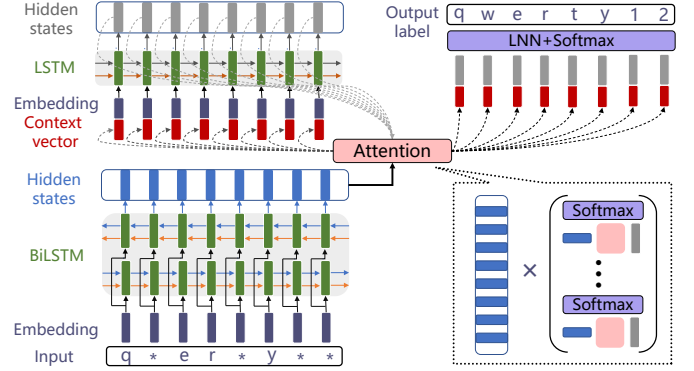 Hidden
states
LSTM
Embedding
Context
vector
Output
label
q w e r t y 1 2
LNN+Softmax
Attention
Hidden
states
BiLSTM
Embedding
Input
q * e r * y * *
×
Softmax
Softmax